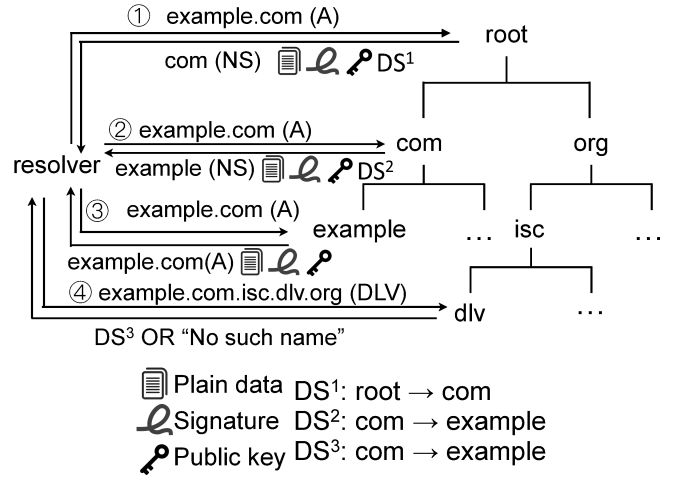 ① example.com (A)
root
com (NS) DS¹
② example.com (A)
com
org
resolver
example (NS) DS²
③ example.com (A)
example
...
isc
...
example.com(A)
④ example.com.isc.dlv.org (DLV)
dlv
...
DS³ OR “No such name”
Plain data DS¹: root → com
Signature DS²: com → example
Public key DS³: com → example